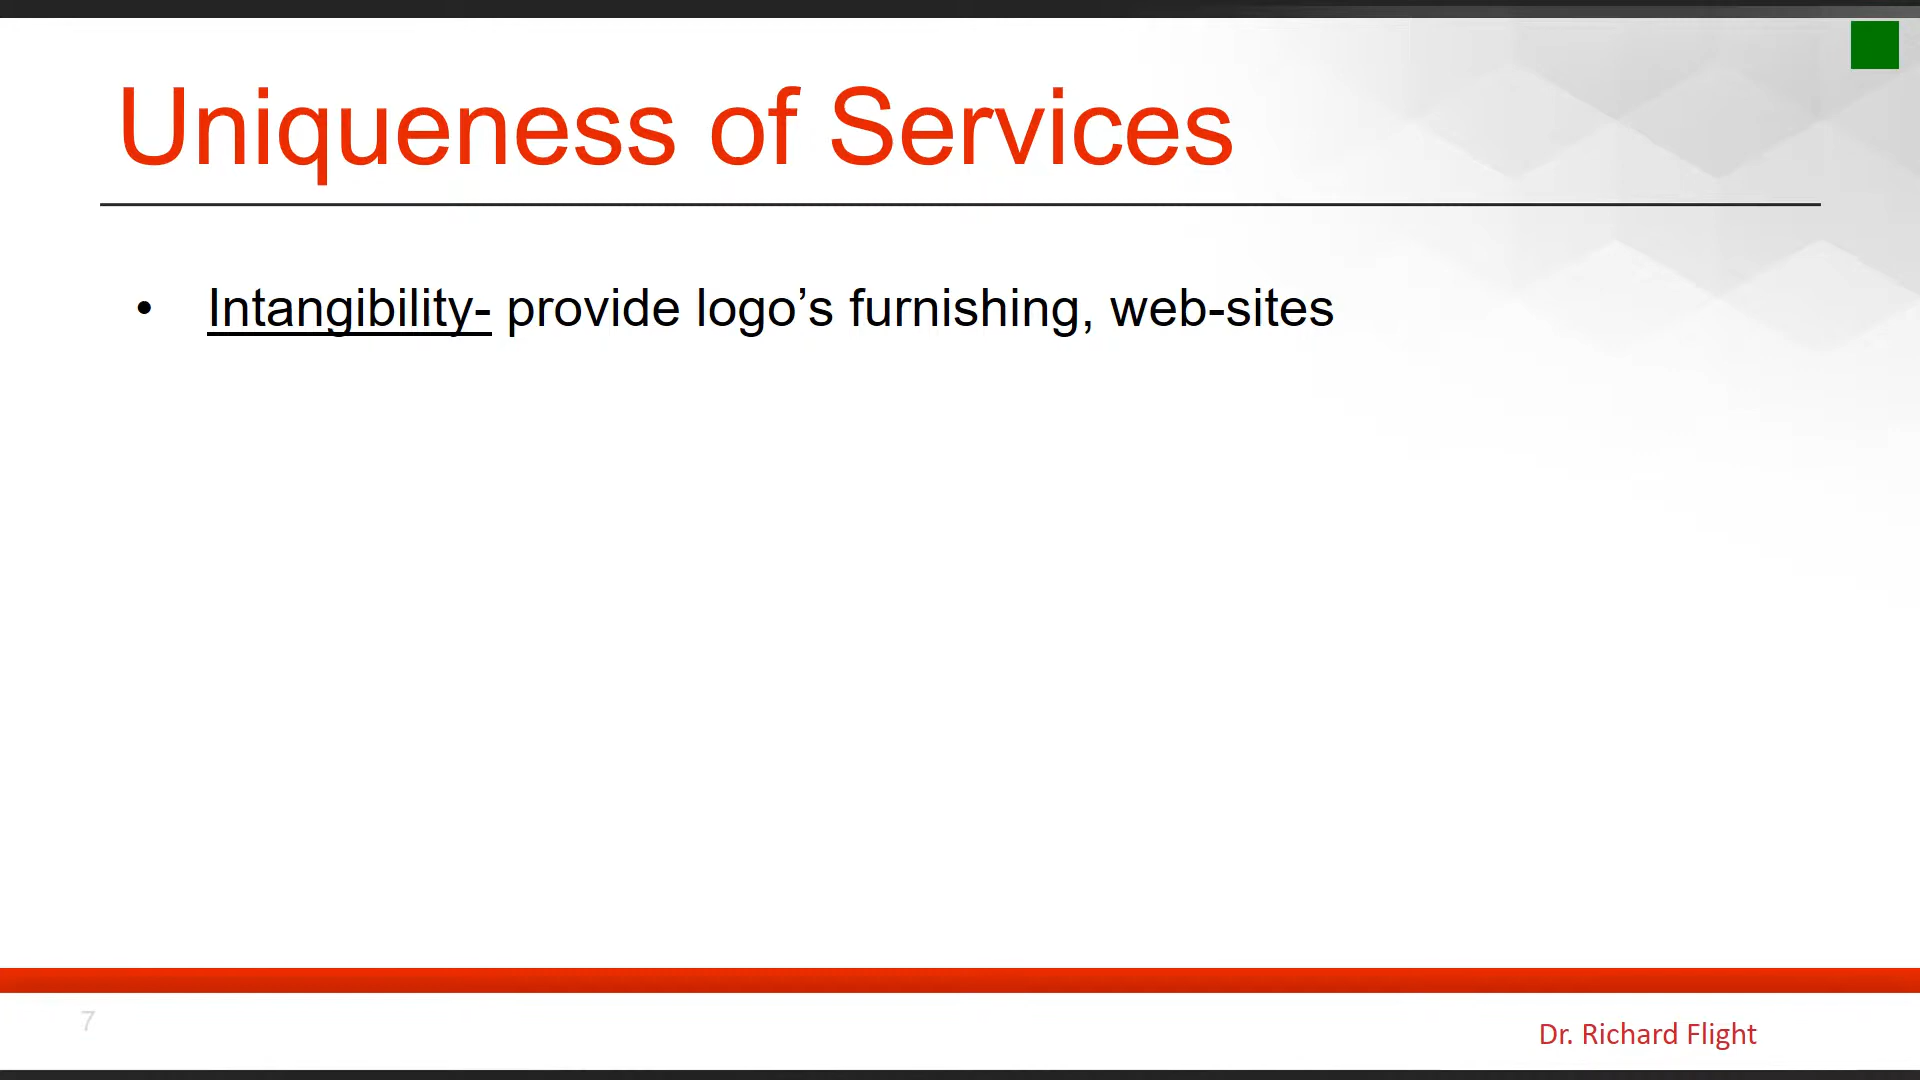 Uniqueness of Services
• Intangibility- provide logo’s furnishing, web-sites
7
Dr. Richard Flight